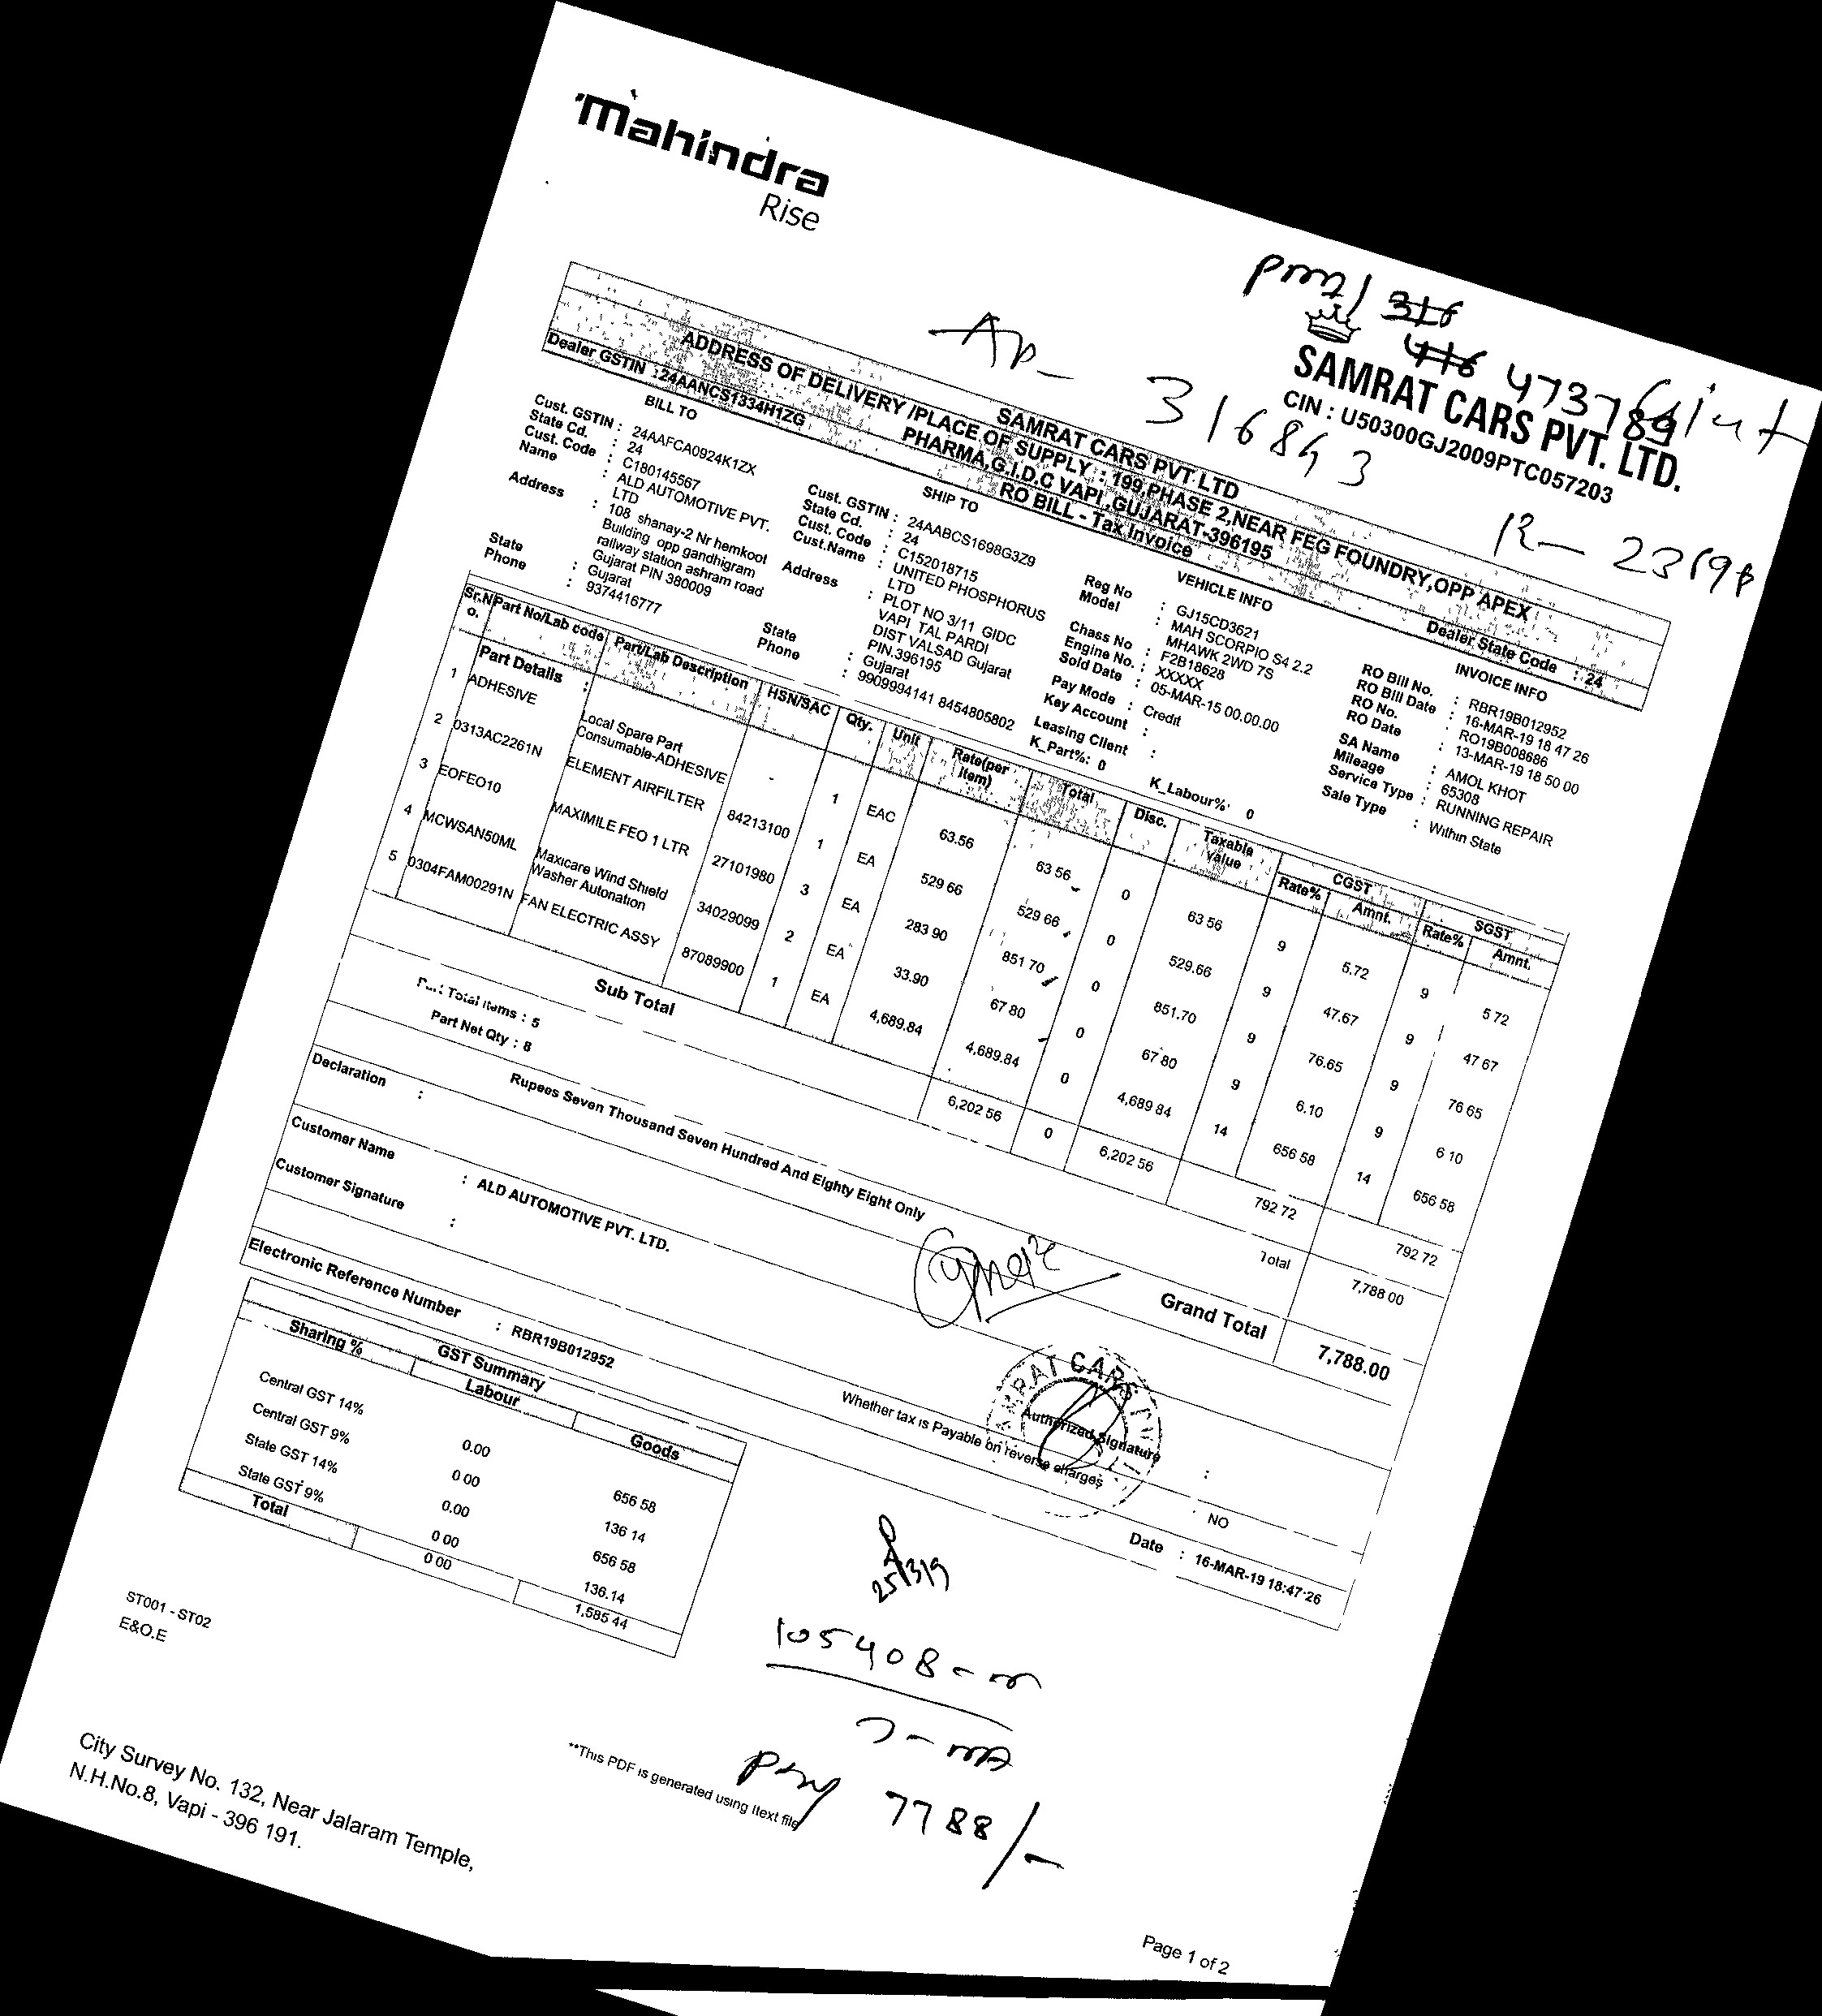 Mahindra
Rise
SAMRAT CARS PVT. LTD.
CIN : U50300GJ2009PTC057203
473789
316843
SAMRAT CARS PVT LTD
ADDRESS OF DELIVERY /PLACE OF SUPPLY : 199,PHASE 2,NEAR FEG FOUNDRY,OPP APEX
PHARMA,G.I.D.C VAPI ,GUJARAT-396195
RO BILL - Tax Invoice
Dealer GSTIN :24AANCS1334H1ZG
Dealer State Code : 24
BILL TO
Cust. GSTIN : 24AAFCA0924K1ZX
State Cd. : 24
Cust. Code : C180145567
Name : ALD AUTOMOTIVE PVT.
LTD
Address : 108 shanay-2 Nr hemkoot
Building opp gandhigram
railway station ashram road
Gujarat PIN 380009
State : Gujarat
Phone : 9374416777
SHIP TO
Cust. GSTIN : 24AABCS1698G3Z9
State Cd. : 24
Cust. Code : C152018715
Cust.Name : UNITED PHOSPHORUS
LTD
Address : PLOT NO 3/11 GIDC
VAPI TAL PARDI
DIST VALSAD Gujarat
PIN.396195
State : Gujarat
Phone : 9909994141 8454805802
VEHICLE INFO
Reg No : GJ15CD3621
Model : MAH SCORPIO S4 2.2
MHAWK 2WD 7S
Chass No : F2B18628
Engine No. : XXXXX
Sold Date : 05-MAR-15 00.00.00
Pay Mode : Credit
Key Account :
Leasing Client :
K_Part%: 0 K_Labour%: 0
INVOICE INFO
RO Bill No. : RBR19B012952
RO Bill Date : 16-MAR-19 18 47 26
RO No. : RO19B008686
RO Date : 13-MAR-19 18 50 00
SA Name : AMOL KHOT
Mileage : 65308
Service Type : RUNNING REPAIR
Sale Type : Within State
Sr.No. Part No/Lab code Part/Lab Description HSN/SAC Qty. Unit Rate(per item) Total Disc. Taxable Value CGST SGST
Rate% Amnt. Rate% Amnt.
Part Details :
1 ADHESIVE Local Spare Part Consumable-ADHESIVE - 1 EAC 63.56 63 56 0 63 56 9 5.72 9 5 72
2 0313AC2261N ELEMENT AIRFILTER 84213100 1 EA 529 66 529 66 0 529.66 9 47.67 9 47 67
3 EOFEO10 MAXIMILE FEO 1 LTR 27101980 3 EA 283 90 851 70 0 851.70 9 76.65 9 76 65
4 MCWSAN50ML Maxicare Wind Shield Washer Autonation 34029099 2 EA 33.90 67 80 0 67 80 9 6.10 9 6 10
5 0304FAM00291N FAN ELECTRIC ASSY 87089900 1 EA 4,689.84 4,689.84 0 4,689 84 14 656 58 14 656 58
Sub Total 6,202 56 0 6,202 56 792 72 792 72
Part Total Items : 5
Part Net Qty : 8
Total 7,788 00
Rupees Seven Thousand Seven Hundred And Eighty Eight Only
Grand Total 7,788.00
Declaration :
Customer Name : ALD AUTOMOTIVE PVT. LTD.
Customer Signature :
Authorized Signature :
Whether tax is Payable on reverse charges : NO
Electronic Reference Number : RBR19B012952
Date : 16-MAR-19 18:47:26
GST Summary
Sharing % Labour Goods
Central GST 14% 0.00 656 58
Central GST 9% 0 00 136 14
State GST 14% 0.00 656 58
State GST 9% 0 00 136.14
Total 0 00 1,585 44
25/3/19
105408
7788/-
ST001 - ST02
E&O.E
**This PDF is generated using Itext file
City Survey No. 132, Near Jalaram Temple,
N.H.No.8, Vapi - 396 191.
Page 1 of 2